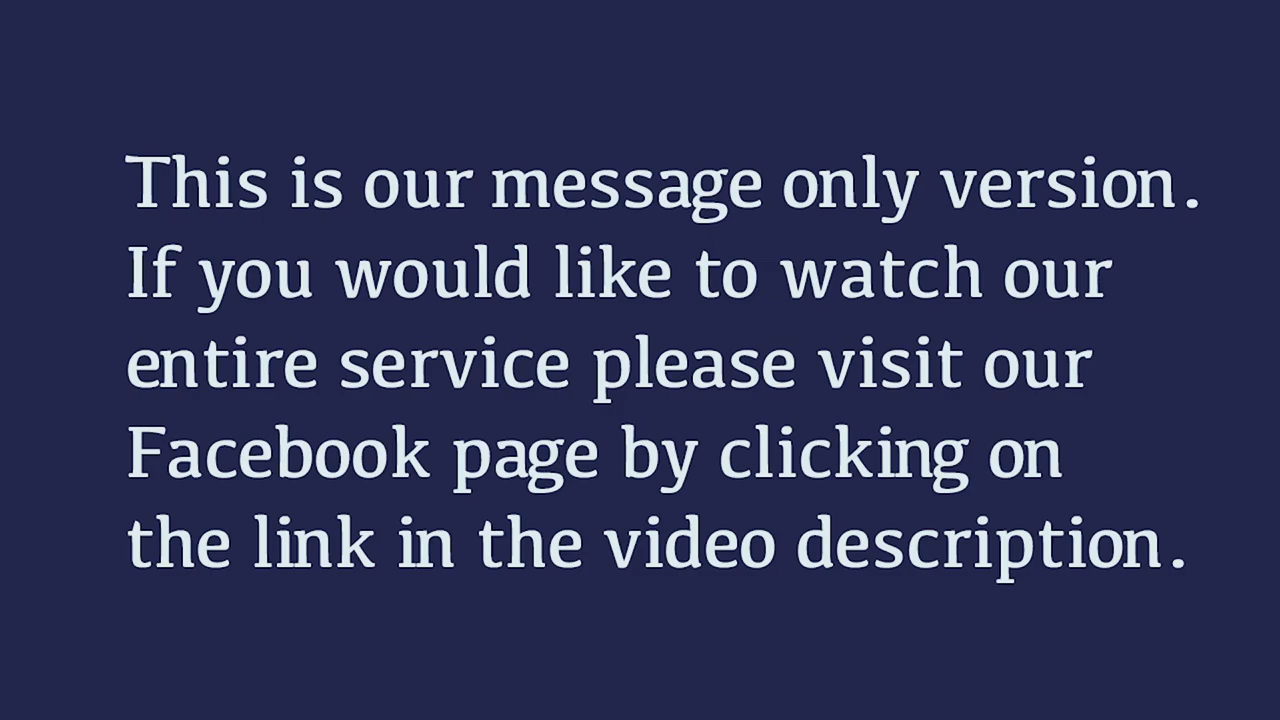 This is our message only version.
If you would like to watch our
entire service please visit our
Facebook page by clicking on
the link in the video description.